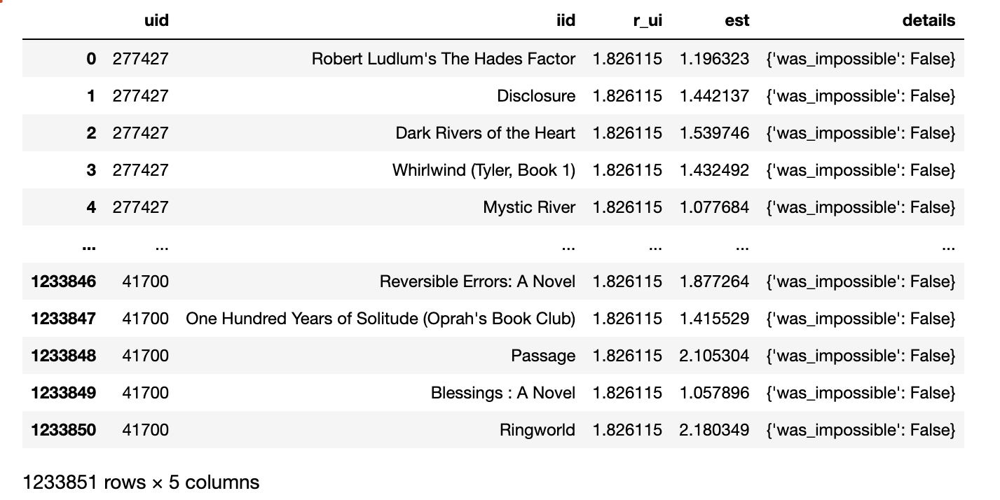 uid iid r_ui est details
0 277427 Robert Ludlum's The Hades Factor 1.826115 1.196323 {'was_impossible': False}
1 277427 Disclosure 1.826115 1.442137 {'was_impossible': False}
2 277427 Dark Rivers of the Heart 1.826115 1.539746 {'was_impossible': False}
3 277427 Whirlwind (Tyler, Book 1) 1.826115 1.432492 {'was_impossible': False}
4 277427 Mystic River 1.826115 1.077684 {'was_impossible': False}
... ... ... ... ... ...
1233846 41700 Reversible Errors: A Novel 1.826115 1.877264 {'was_impossible': False}
1233847 41700 One Hundred Years of Solitude (Oprah's Book Club) 1.826115 1.415529 {'was_impossible': False}
1233848 41700 Passage 1.826115 2.105304 {'was_impossible': False}
1233849 41700 Blessings : A Novel 1.826115 1.057896 {'was_impossible': False}
1233850 41700 Ringworld 1.826115 2.180349 {'was_impossible': False}
1233851 rows × 5 columns